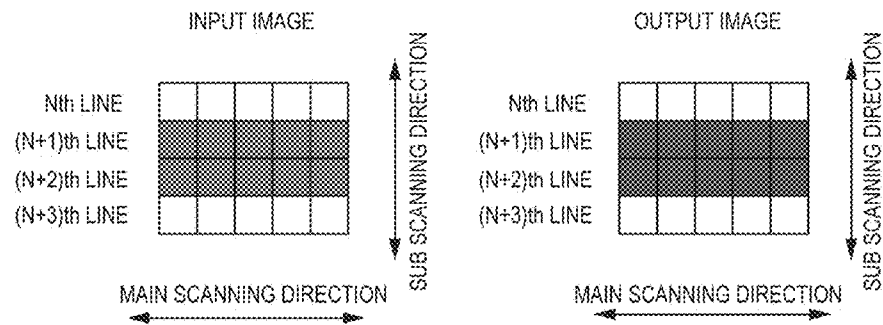 INPUT IMAGE
Nth LINE
(N+1)th LINE
(N+2)th LINE
(N+3)th LINE
SUB SCANNING DIRECTION
MAIN SCANNING DIRECTION
OUTPUT IMAGE
Nth LINE
(N+1)th LINE
(N+2)th LINE
(N+3)th LINE
SUB SCANNING DIRECTION
MAIN SCANNING DIRECTION